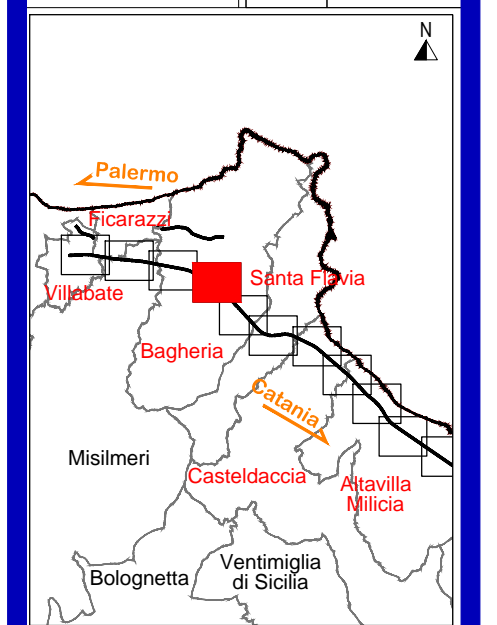 N
Palermo
Ficarazzi
Santa Flavia
Villabate
Bagheria
Catania
Misilmeri
Casteldaccia
Altavilla
Milicia
Ventimiglia
di Sicilia
Bolognetta